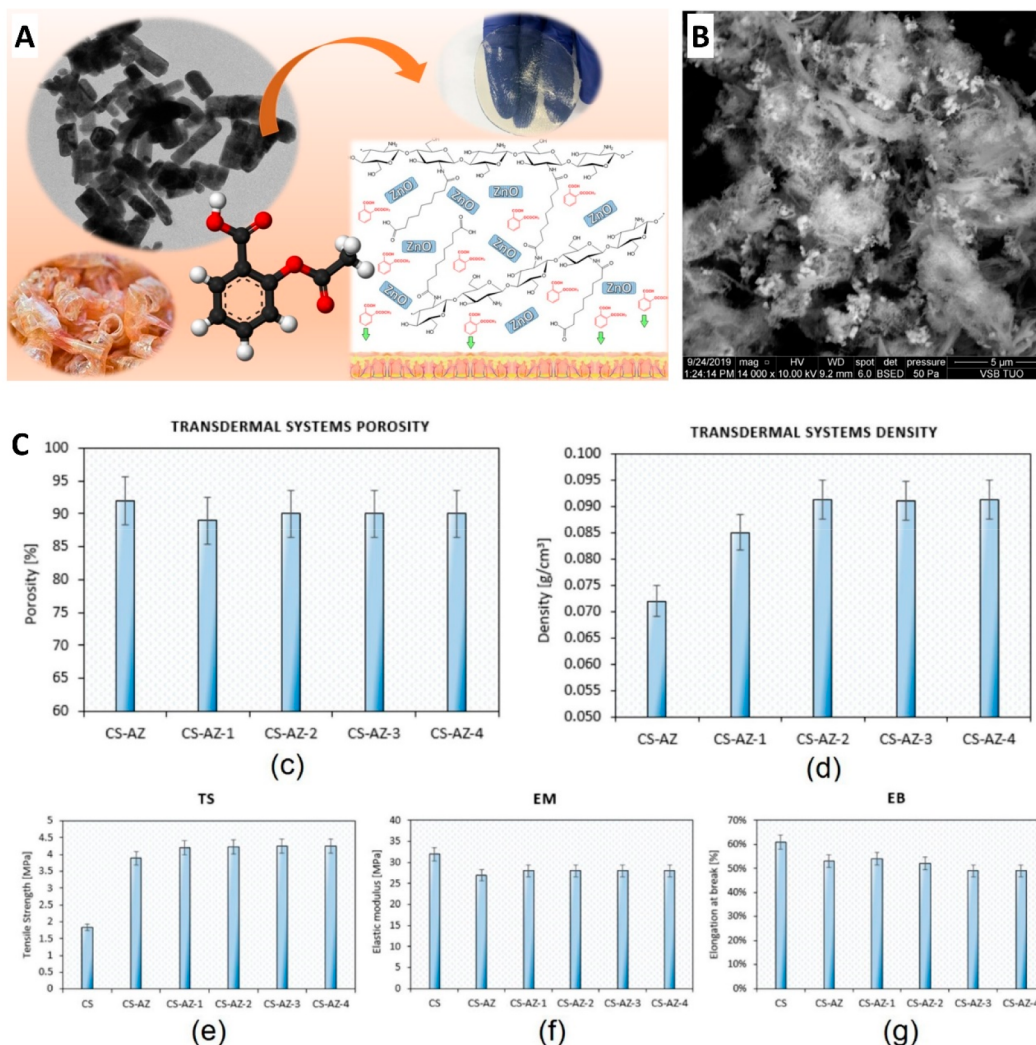 A
B
ZnO
ZnO
ZnO
ZnO
ZnO
ZnO
ZnO
ZnO
ZnO
ZnO
9/24/2019 mag □ HV WD spot det pressure 5 μm
1:24:14 PM 14 000 x 10.00 kV 9.2 mm 6.0 BSED 50 Pa VSB TUO
C
TRANSDERMAL SYSTEMS POROSITY
Porosity [%]
100
95
90
85
80
75
70
65
60
CS-AZ CS-AZ-1 CS-AZ-2 CS-AZ-3 CS-AZ-4
(c)
TRANSDERMAL SYSTEMS DENSITY
Density [g/cm³]
0.100
0.095
0.090
0.085
0.080
0.075
0.070
0.065
0.060
0.055
0.050
CS-AZ CS-AZ-1 CS-AZ-2 CS-AZ-3 CS-AZ-4
(d)
TS
Tensile Strength [MPa]
5
4.5
4
3.5
3
2.5
2
1.5
1
0.5
0
CS CS-AZ CS-AZ-1 CS-AZ-2 CS-AZ-3 CS-AZ-4
(e)
EM
Elastic modulus [MPa]
40
35
30
25
20
15
10
5
0
CS CS-AZ CS-AZ-1 CS-AZ-2 CS-AZ-3 CS-AZ-4
(f)
EB
Elongation at break [%]
70%
60%
50%
40%
30%
20%
10%
0%
CS CS-AZ CS-AZ-1 CS-AZ-2 CS-AZ-3 CS-AZ-4
(g)